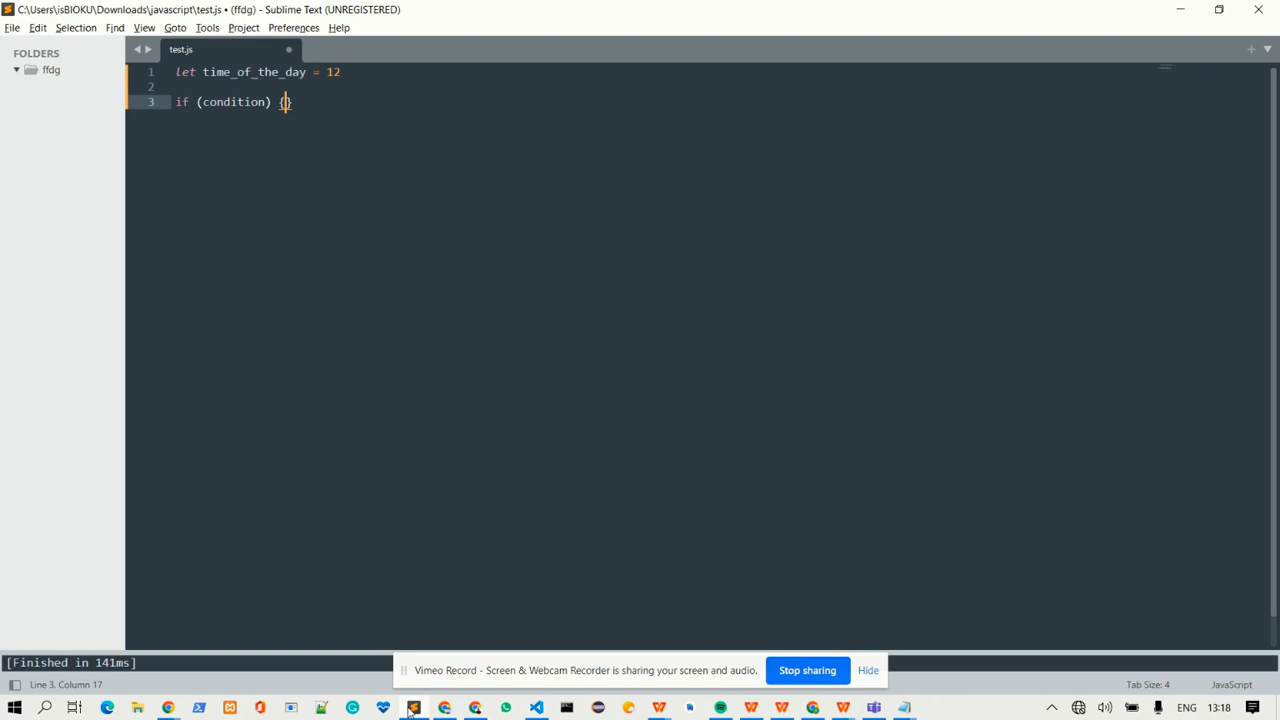 C:\Users\isBIOKU\Downloads\javascript\test.js • (ffdg) - Sublime Text (UNREGISTERED)
File Edit Selection Find View Goto Tools Project Preferences Help
FOLDERS
ffdg
test.js
1 let time_of_the_day = 12
2
3 if (condition) {}
[Finished in 141ms]
Vimeo Record - Screen & Webcam Recorder is sharing your screen and audio. Stop sharing Hide
Line 3, Column 17 Tab Size: 4 JavaScript
ENG 13:18